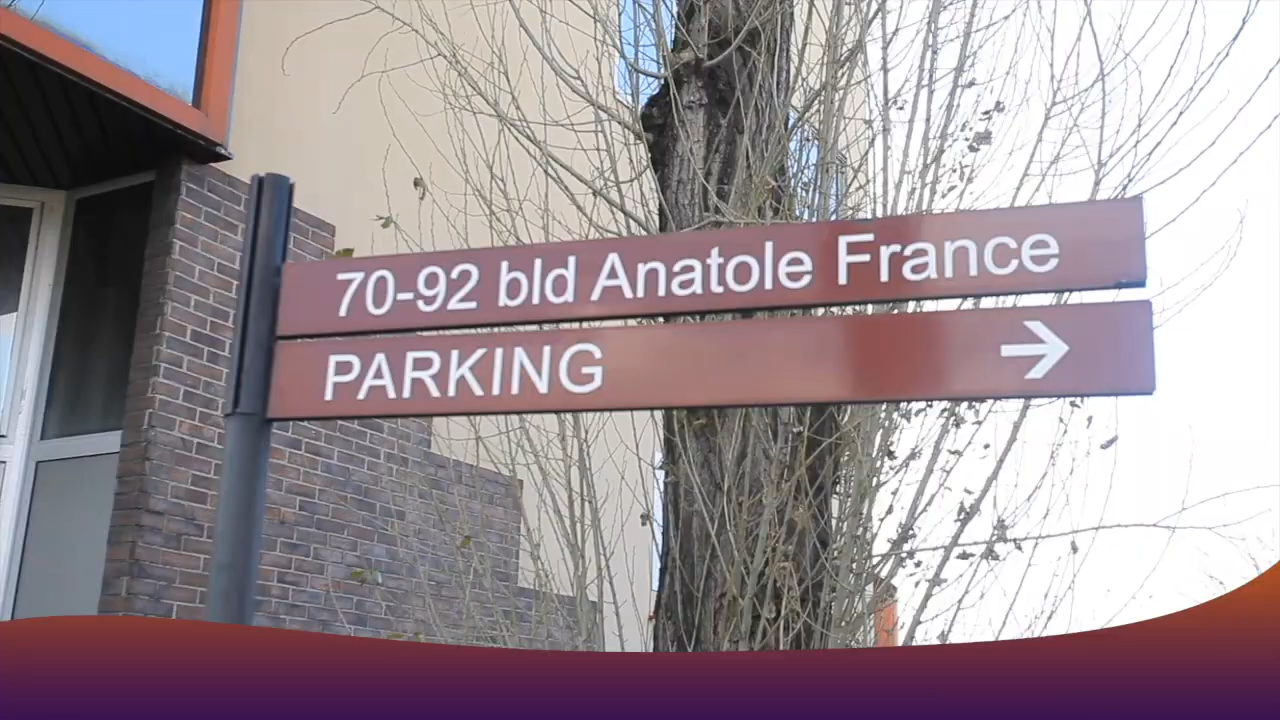 70-92 bld Anatole France
PARKING →